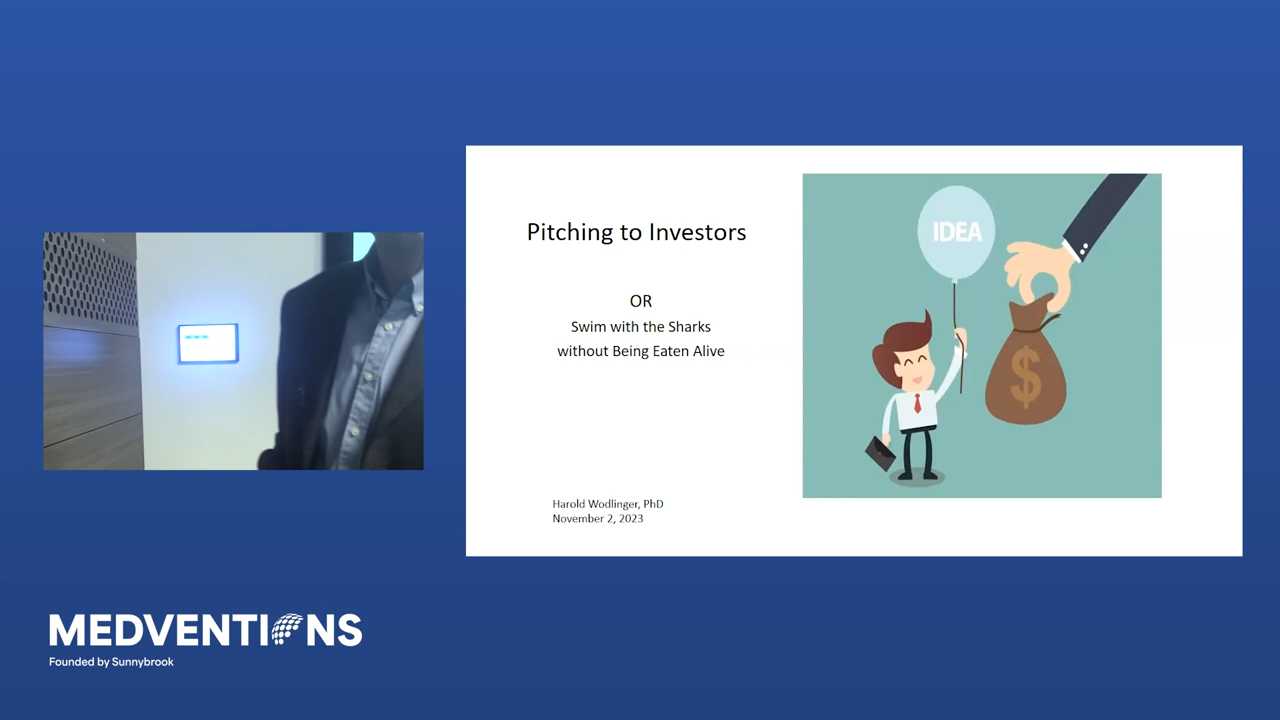 Pitching to Investors
OR
Swim with the Sharks
without Being Eaten Alive
IDEA
$
Harold Wodlinger, PhD
November 2, 2023
MEDVENTIONS
Founded by Sunnybrook